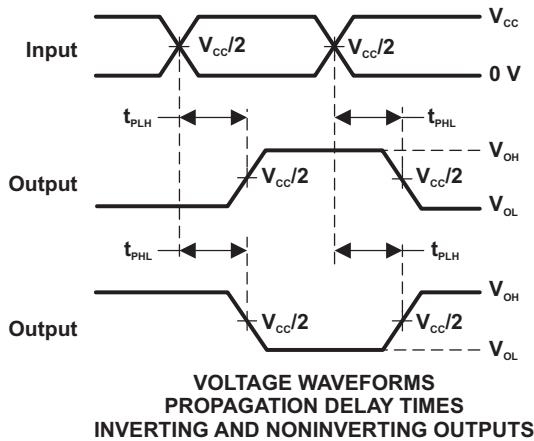 V_CC
Input
V_CC/2
V_CC/2
0 V
t_PLH
t_PHL
V_OH
Output
V_CC/2
V_CC/2
V_OL
t_PHL
t_PLH
V_OH
Output
V_CC/2
V_CC/2
V_OL
VOLTAGE WAVEFORMS
PROPAGATION DELAY TIMES
INVERTING AND NONINVERTING OUTPUTS